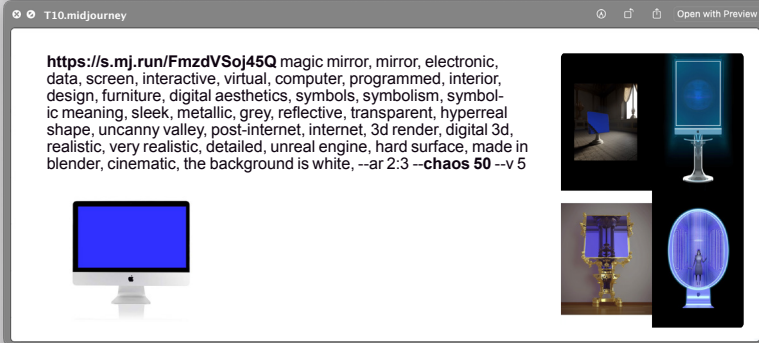 T10.midjourney
Open with Preview
https://s.mj.run/FmzdVSoj45Q magic mirror, mirror, electronic,
data, screen, interactive, virtual, computer, programmed, interior,
design, furniture, digital aesthetics, symbols, symbolism, symbol-
ic meaning, sleek, metallic, grey, reflective, transparent, hyperreal
shape, uncanny valley, post-internet, internet, 3d render, digital 3d,
realistic, very realistic, detailed, unreal engine, hard surface, made in
blender, cinematic, the background is white, --ar 2:3 --chaos 50 --v 5